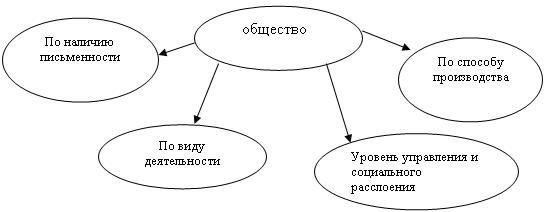 общество
По наличию
письменности
По способу
производства
По виду
деятельности
Уровень управления и
социального
расслоения